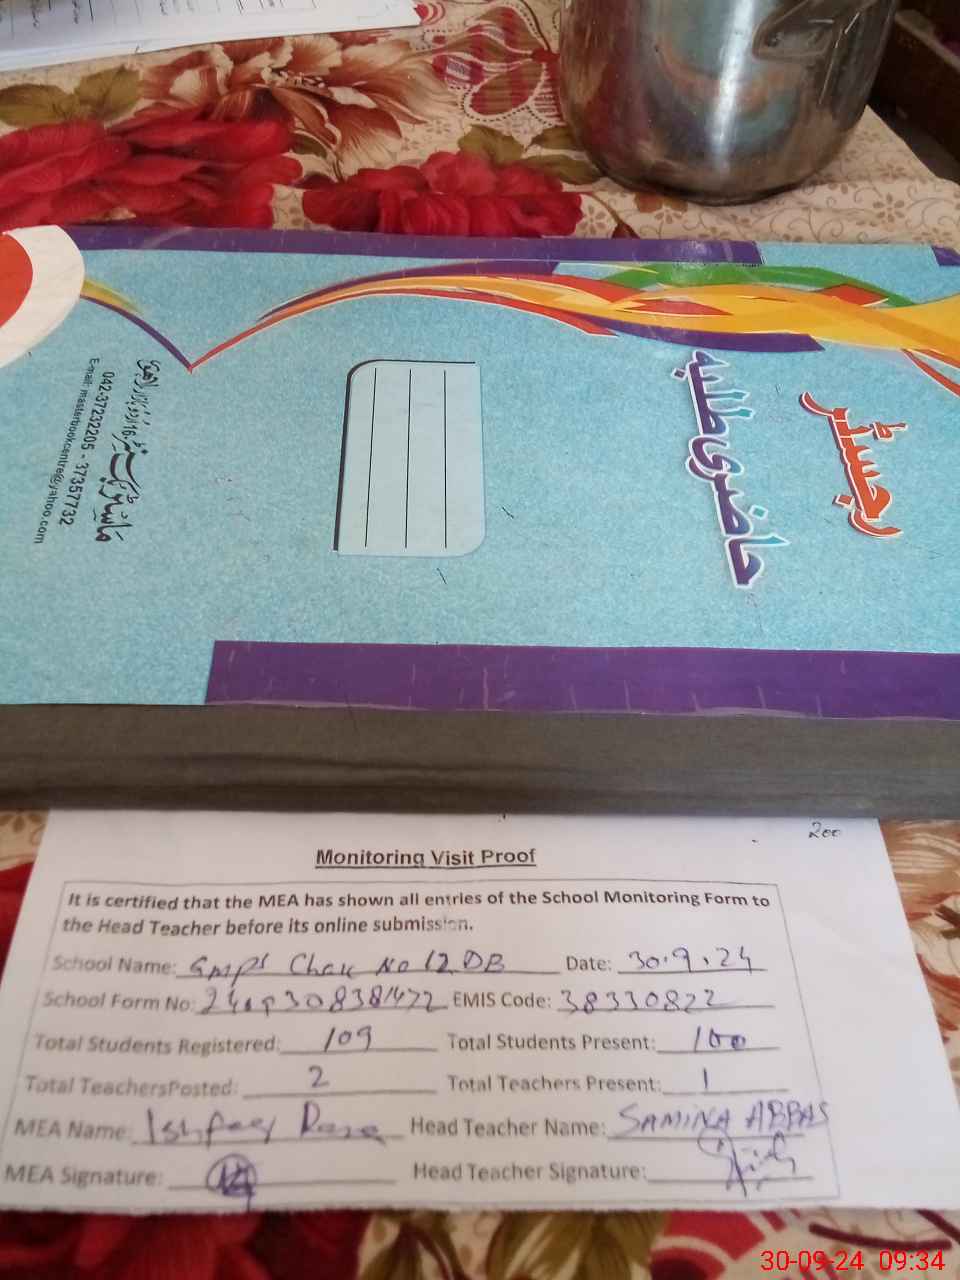 رجسٹر
حاضری طلبہ
042-37232205 - 37357732
E-mail: masterbookcentre@yahoo.com
200
Monitoring Visit Proof
It is certified that the MEA has shown all entries of the School Monitoring Form to
the Head Teacher before its online submission.
School Name: GMPS Chak No 12 DB Date: 30.9.24
School Form No: EMIS Code: 38330822
Total Students Registered: 109 Total Students Present: 100
Total TeachersPosted: 2 Total Teachers Present: 1
MEA Name: Head Teacher Name: SAMINA ABBAS
MEA Signature: Head Teacher Signature:
30-09-24 09:34